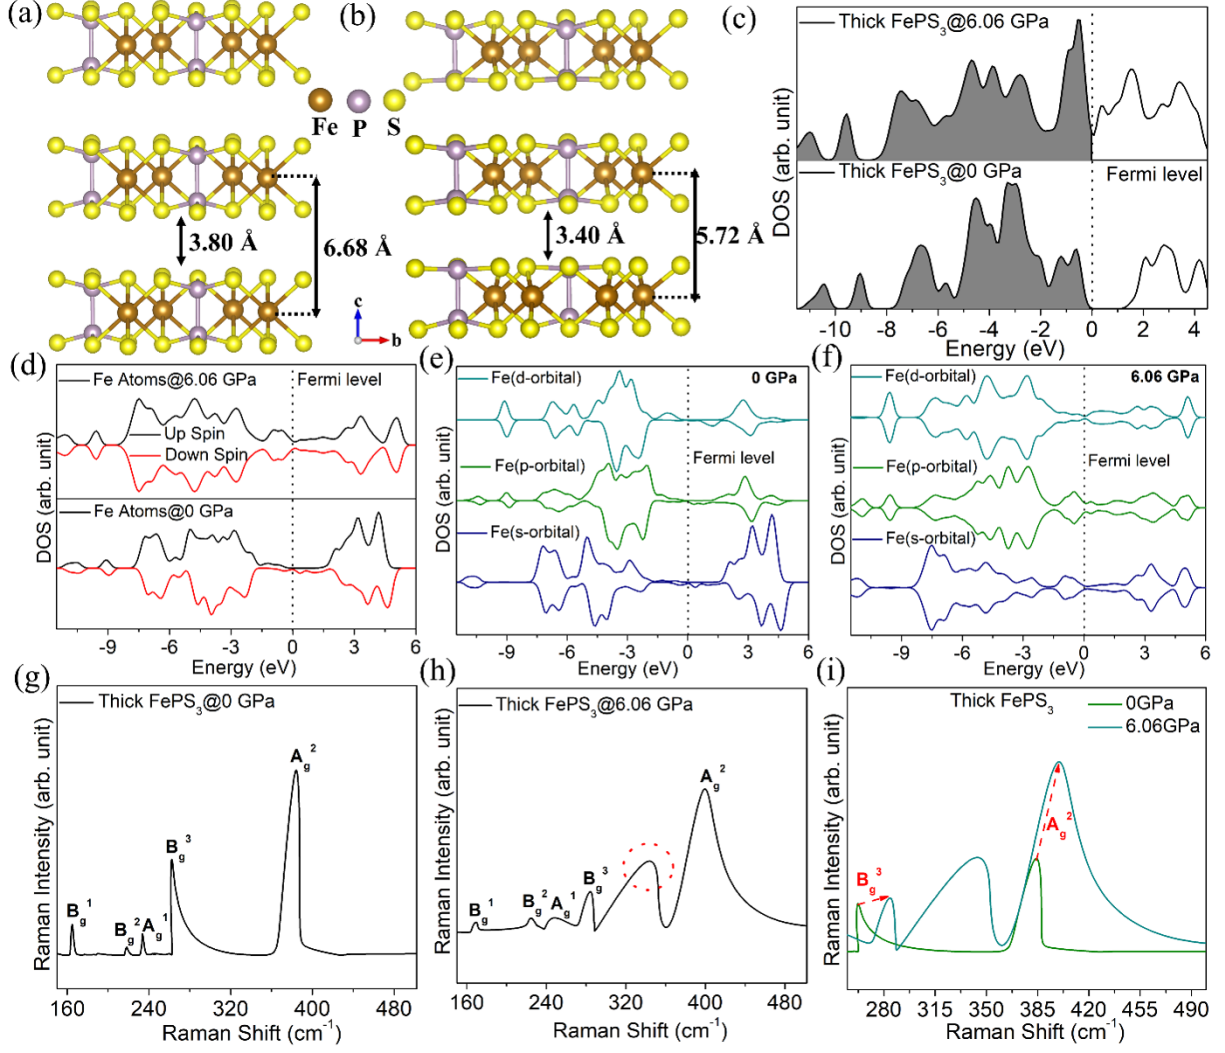 (a)
(b)
Fe P S
3.80 Å
6.68 Å
3.40 Å
5.72 Å
c
b
(c)
Thick FePS3@6.06 GPa
Thick FePS3@0 GPa
Fermi level
DOS (arb. unit)
-10 -8 -6 -4 -2 0 2 4
Energy (eV)
(d)
Fe Atoms@6.06 GPa
Fermi level
Up Spin
Down Spin
Fe Atoms@0 GPa
DOS (arb. unit)
-9 -6 -3 0 3 6
Energy (eV)
(e)
Fe(d-orbital)
0 GPa
Fe(p-orbital)
Fermi level
Fe(s-orbital)
DOS (arb. unit)
-9 -6 -3 0 3 6
Energy (eV)
(f)
Fe(d-orbital)
6.06 GPa
Fe(p-orbital)
Fermi level
Fe(s-orbital)
DOS (arb. unit)
-9 -6 -3 0 3 6
Energy (eV)
(g)
Thick FePS3@0 GPa
Bg1
Bg2
Ag1
Bg3
Ag2
Raman Intensity (arb. unit)
160 240 320 400 480
Raman Shift (cm-1)
(h)
Thick FePS3@6.06 GPa
Bg1
Bg2
Ag1
Bg3
Ag2
Raman Intensity (arb. unit)
160 240 320 400 480
Raman Shift (cm-1)
(i)
Thick FePS3
0GPa
6.06GPa
Bg3
Ag2
Raman Intensity (arb. unit)
280 315 350 385 420 455 490
Raman Shift (cm-1)